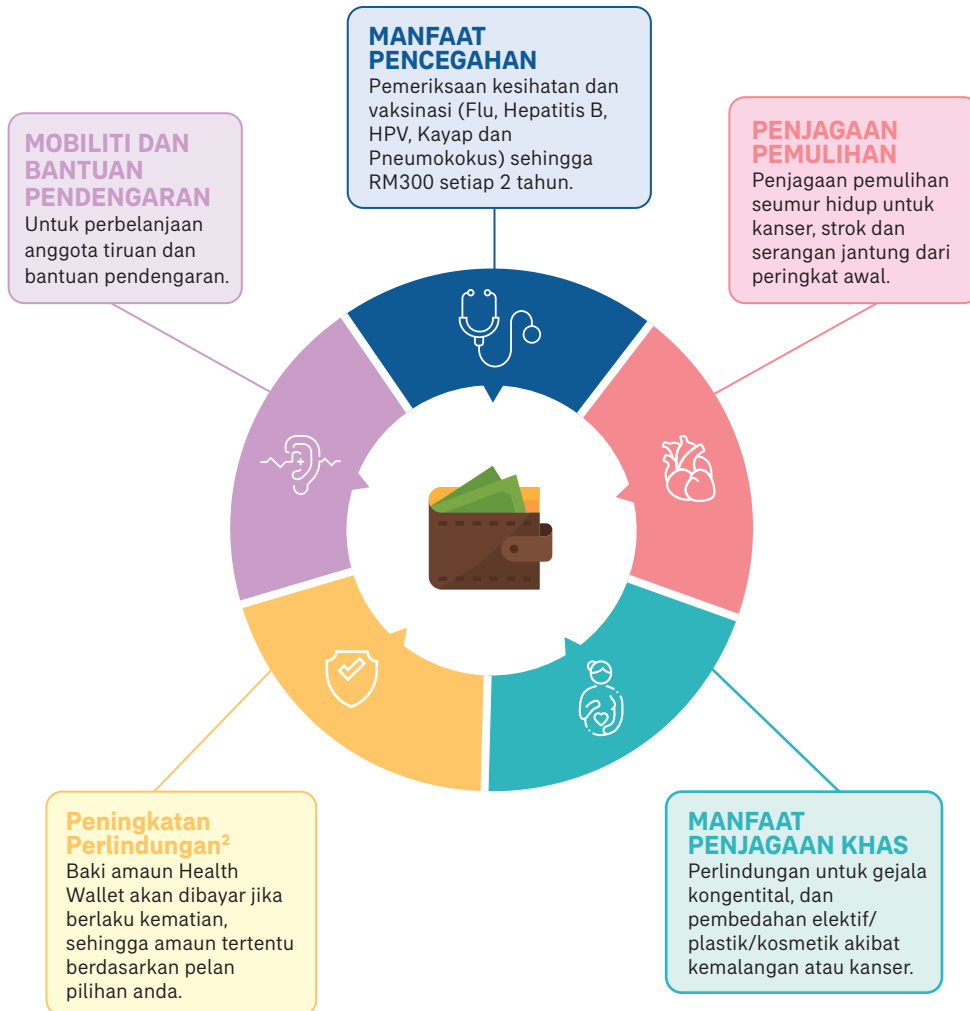 MANFAAT
PENCEGAHAN
Pemeriksaan kesihatan dan
vaksinasi (Flu, Hepatitis B,
HPV, Kayap dan
Pneumokokus) sehingga
RM300 setiap 2 tahun.
MOBILITI DAN
BANTUAN
PENDENGARAN
Untuk perbelanjaan
anggota tiruan dan
bantuan pendengaran.
PENJAGAAN
PEMULIHAN
Penjagaan pemulihan
seumur hidup untuk
kanser, strok dan
serangan jantung dari
peringkat awal.
Peningkatan
Perlindungan²
Baki amaun Health
Wallet akan dibayar jika
berlaku kematian,
sehingga amaun tertentu
berdasarkan pelan
pilihan anda.
MANFAAT
PENJAGAAN KHAS
Perlindungan untuk gejala
kongentital, dan
pembedahan elektif/
plastik/kosmetik akibat
kemalangan atau kanser.